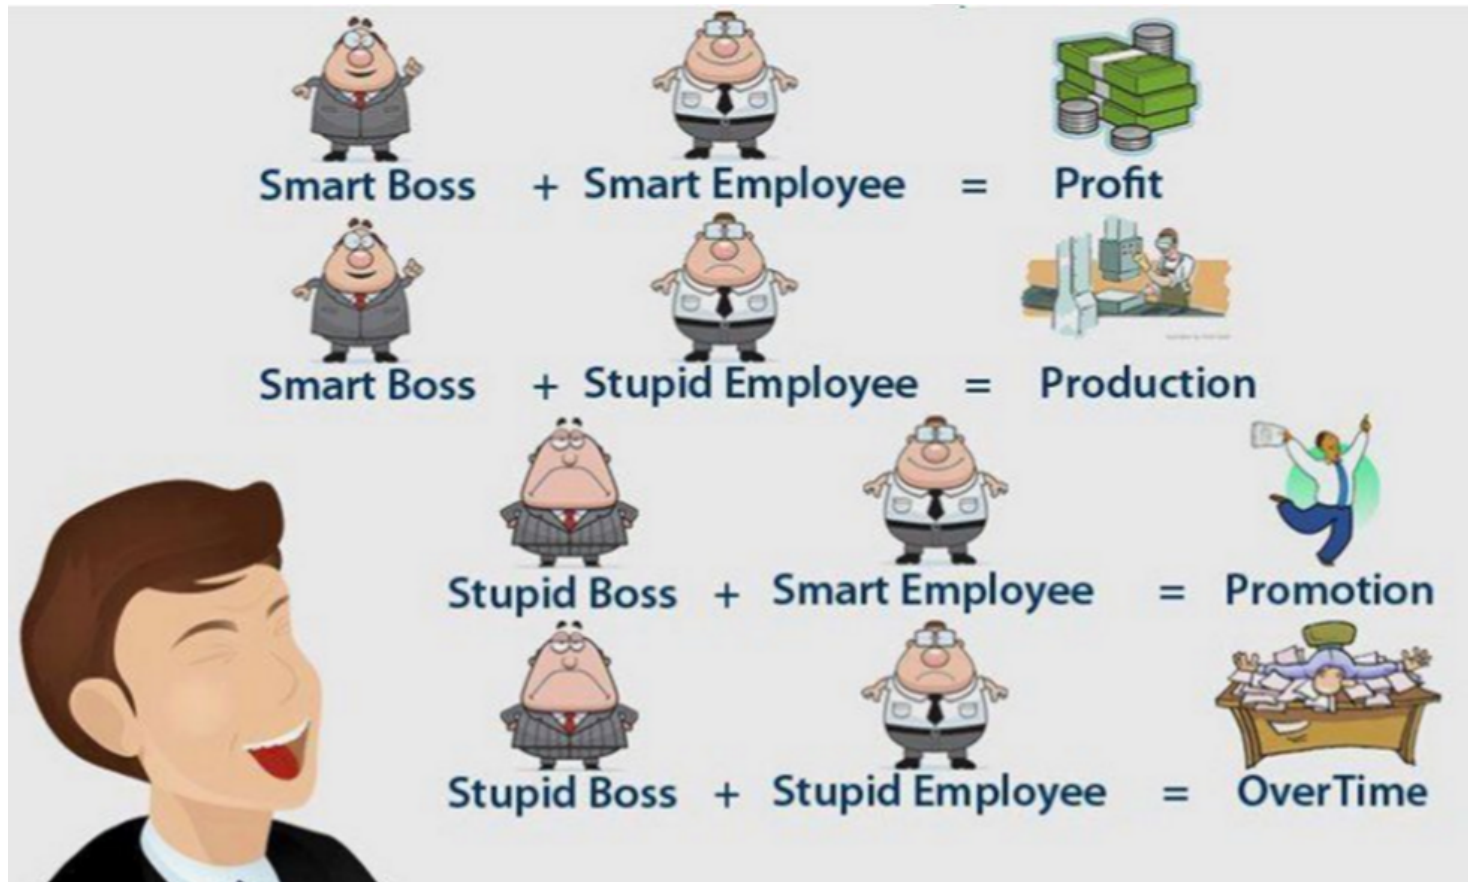 Smart Boss + Smart Employee = Profit
Smart Boss + Stupid Employee = Production
Stupid Boss + Smart Employee = Promotion
Stupid Boss + Stupid Employee = OverTime